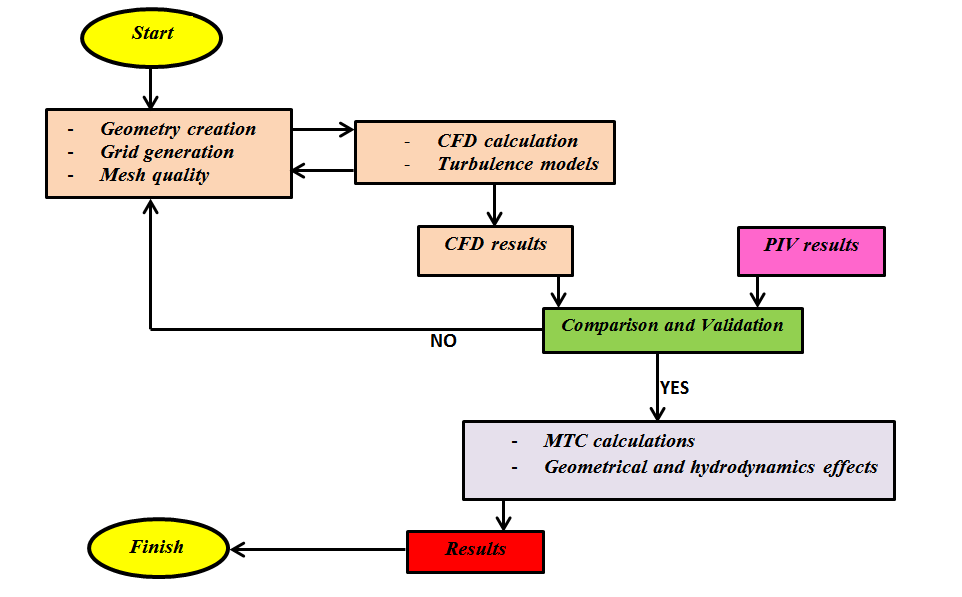 Start
- Geometry creation
- Grid generation
- Mesh quality
- CFD calculation
- Turbulence models
CFD results
PIV results
Comparison and Validation
NO
YES
- MTC calculations
- Geometrical and hydrodynamics effects
Results
Finish